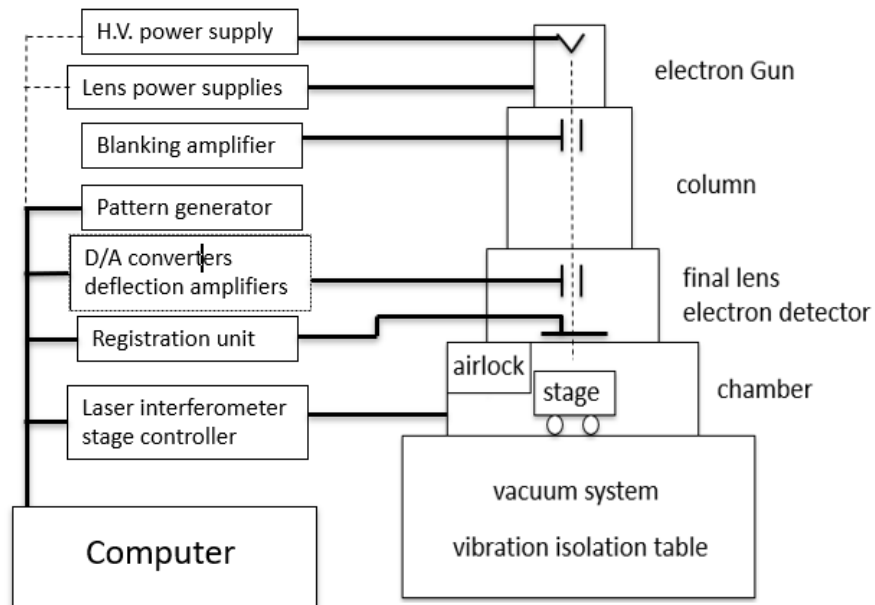 H.V. power supply
Lens power supplies
Blanking amplifier
Pattern generator
D/A converters
deflection amplifiers
Registration unit
Laser interferometer
stage controller
Computer
electron Gun
column
final lens
electron detector
airlock
stage
chamber
vacuum system
vibration isolation table